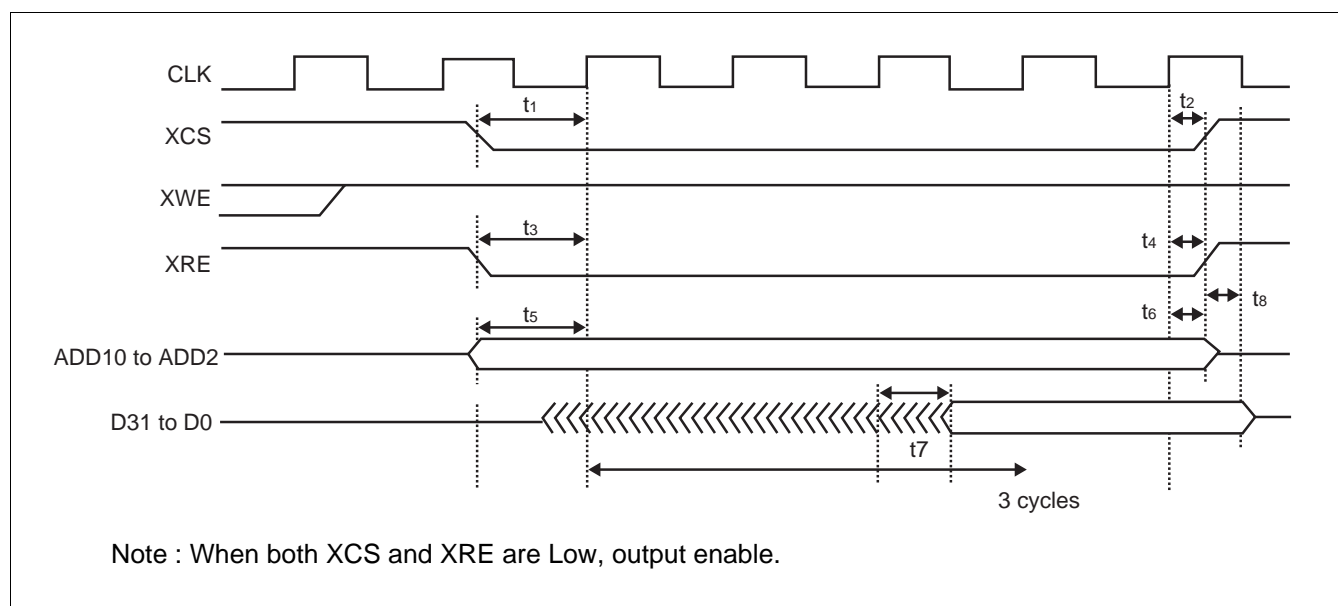 CLK
t1
t2
XCS
XWE
t3
t4
XRE
t5
t6
t8
ADD10 to ADD2
D31 to D0
t7
3 cycles
Note : When both XCS and XRE are Low, output enable.